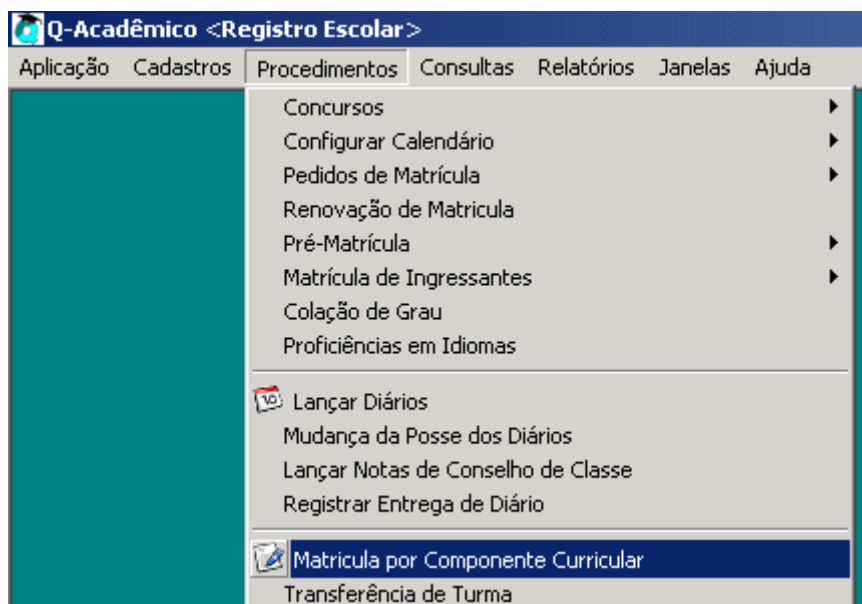 Q-Acadêmico <Registro Escolar>
Aplicação Cadastros Procedimentos Consultas Relatórios Janelas Ajuda
Concursos
Configurar Calendário
Pedidos de Matrícula
Renovação de Matricula
Pré-Matrícula
Matrícula de Ingressantes
Colação de Grau
Proficiências em Idiomas
Lançar Diários
Mudança da Posse dos Diários
Lançar Notas de Conselho de Classe
Registrar Entrega de Diário
Matricula por Componente Curricular
Transferência de Turma